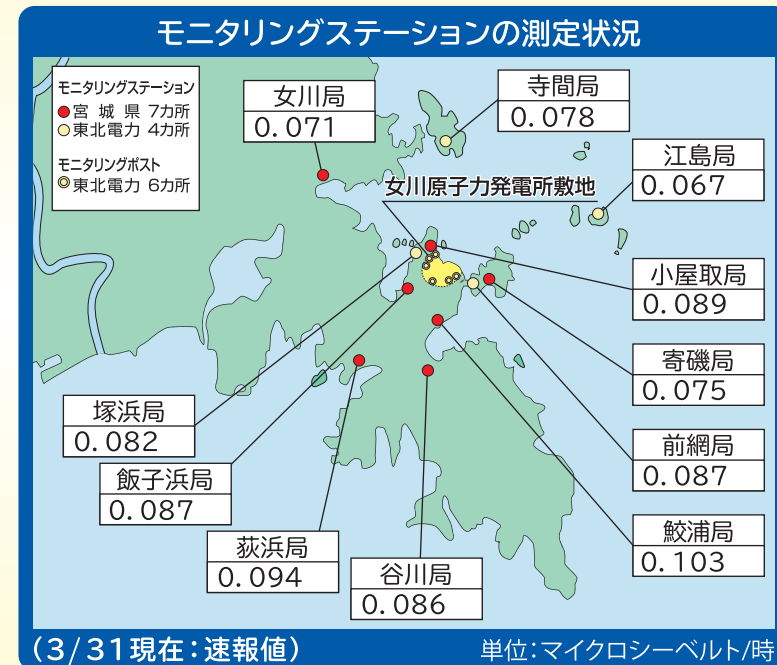 モニタリングステーションの測定状況
モニタリングステーション
宮城県 7カ所
東北電力 4カ所
モニタリングポスト
東北電力 6カ所
女川局
0.071
寺間局
0.078
江島局
0.067
女川原子力発電所敷地
小屋取局
0.089
寄磯局
0.075
前網局
0.087
鮫浦局
0.103
塚浜局
0.082
飯子浜局
0.087
荻浜局
0.094
谷川局
0.086
(3/31現在:速報値)
単位:マイクロシーベルト/時